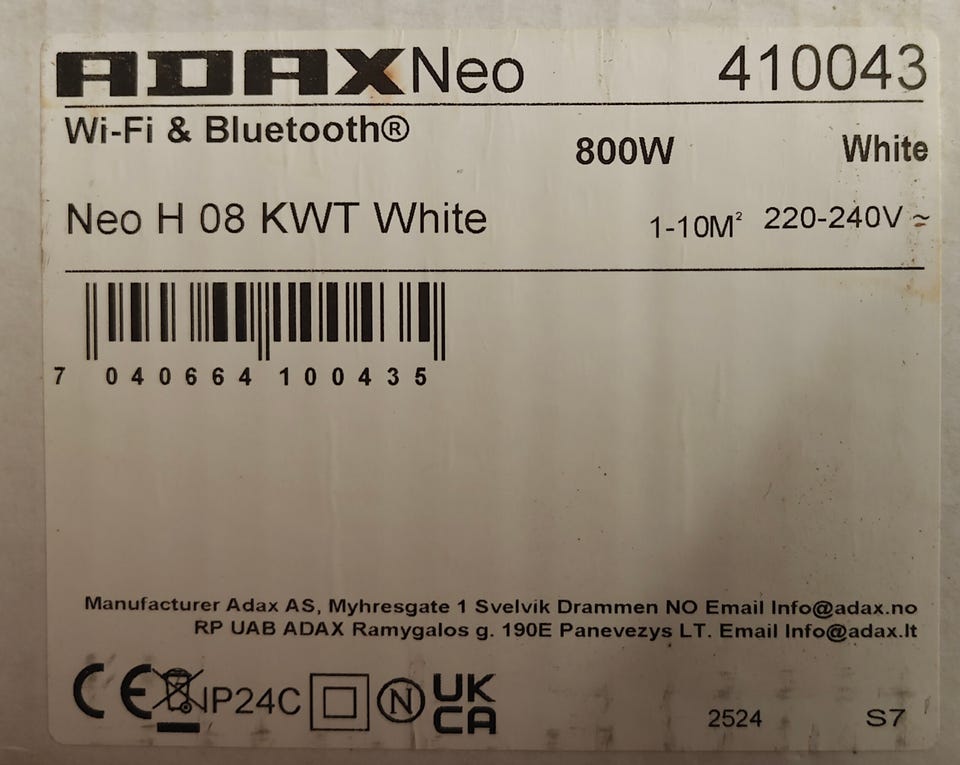 ADAX Neo 410043
Wi-Fi & Bluetooth®
800W White
Neo H 08 KWT White 1-10M² 220-240V ~
7 040664 100435
Manufacturer Adax AS, Myhresgate 1 Svelvik Drammen NO Email Info@adax.no
RP UAB ADAX Ramygalos g. 190E Panevezys LT. Email Info@adax.lt
CE IP24C N UK
CA
2524 S7